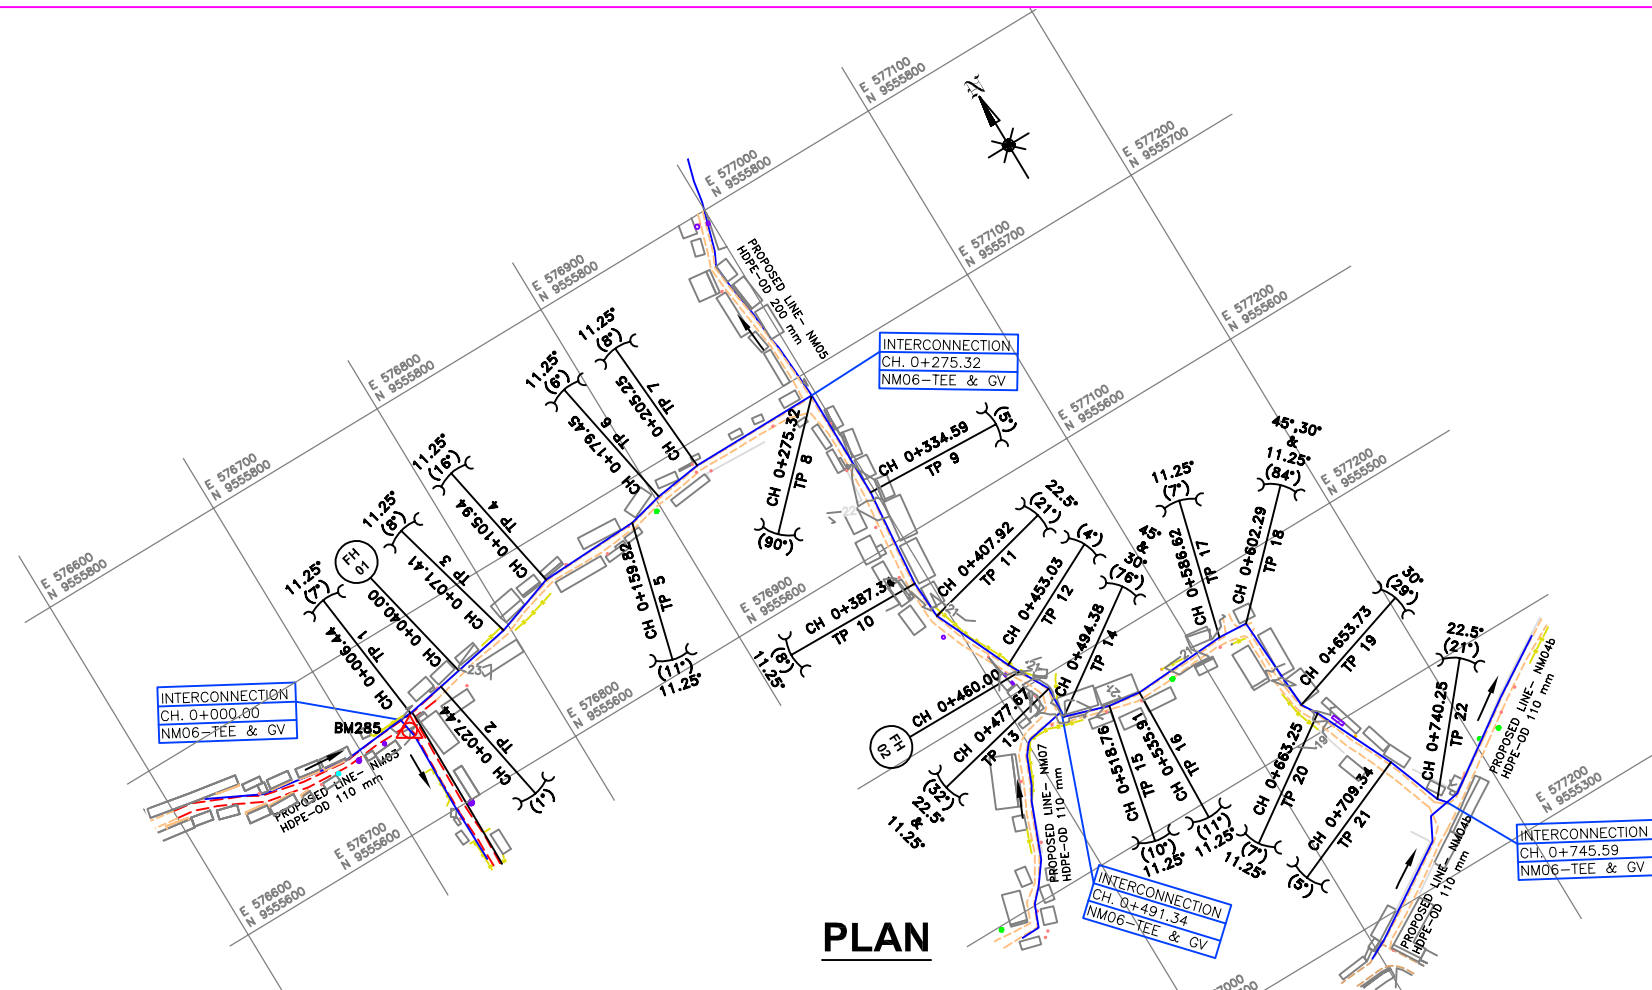 E 577100
N 9555800
N
E 577200
N 9555700
E 577000
N 9555800
E 577100
N 9555700
E 576900
N 9555800
E 577200
N 9555600
E 576800
N 9555800
E 577100
N 9555600
E 576700
N 9555800
E 577200
N 9555500
E 576600
N 9555800
E 576900
N 9555600
E 576800
N 9555600
E 576700
N 9555600
E 576600
N 9555600
E 577200
N 9555300
PROPOSED LINE- NM05
HDPE-OD 200 mm
INTERCONNECTION
CH. 0+275.32
NM06-TEE & GV
INTERCONNECTION
CH. 0+000.00
NM06-TEE & GV
BM285
PROPOSED LINE- NM03
HDPE-OD 110 mm
11.25°
(7°)
CH 0+006.44
TP 1
CH 0+027.44
TP 2
(1°)
FH
01
CH 0+040.00
11.25°
(8°)
CH 0+071.41
TP 3
11.25°
(16°)
CH 0+105.94
TP 4
CH 0+159.82
TP 5
(11°)
11.25°
11.25°
(6°)
CH 0+179.45
TP 6
11.25°
(8°)
CH 0+205.25
TP 7
CH 0+275.32
TP 8
(90°)
CH 0+334.59
TP 9
(5°)
CH 0+387.34
TP 10
(8°)
11.25°
22.5°
(21°)
CH 0+407.92
TP 11
(4°)
CH 0+453.03
TP 12
FH
02
CH 0+460.00
CH 0+477.67
TP 13
(32°)
22.5°
&
11.25°
45°
&
30°
(76°)
CH 0+494.38
TP 14
CH 0+518.76
TP 15
(10°)
11.25°
CH 0+535.91
TP 16
(11°)
11.25°
11.25°
(7°)
CH 0+586.62
TP 17
45°,30°
&
11.25°
(84°)
CH 0+602.29
TP 18
30°
(29°)
CH 0+653.73
TP 19
CH 0+663.25
TP 20
(7°)
11.25°
CH 0+709.34
TP 21
(5°)
22.5°
(21°)
CH 0+740.25
TP 22
PROPOSED LINE- NM04b
HDPE-OD 110 mm
PROPOSED LINE- NM04b
HDPE-OD 110 mm
PROPOSED LINE- NM07
HDPE-OD 110 mm
INTERCONNECTION
CH. 0+491.34
NM06-TEE & GV
INTERCONNECTION
CH. 0+745.59
NM06-TEE & GV
23
22
21
21
21
19
PLAN